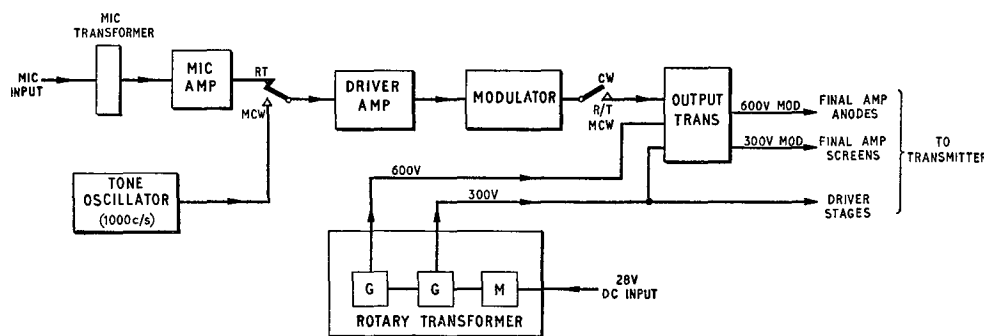 MIC
TRANSFORMER
MIC
INPUT
MIC
AMP
RT
MCW
TONE
OSCILLATOR
(1000c/s)
DRIVER
AMP
MODULATOR
CW
R/T
MCW
OUTPUT
TRANS
600V MOD
FINAL AMP
ANODES
300V MOD
FINAL AMP
SCREENS
TO
TRANSMITTER
DRIVER
STAGES
600V
300V
G
G
M
28V
DC INPUT
ROTARY TRANSFORMER